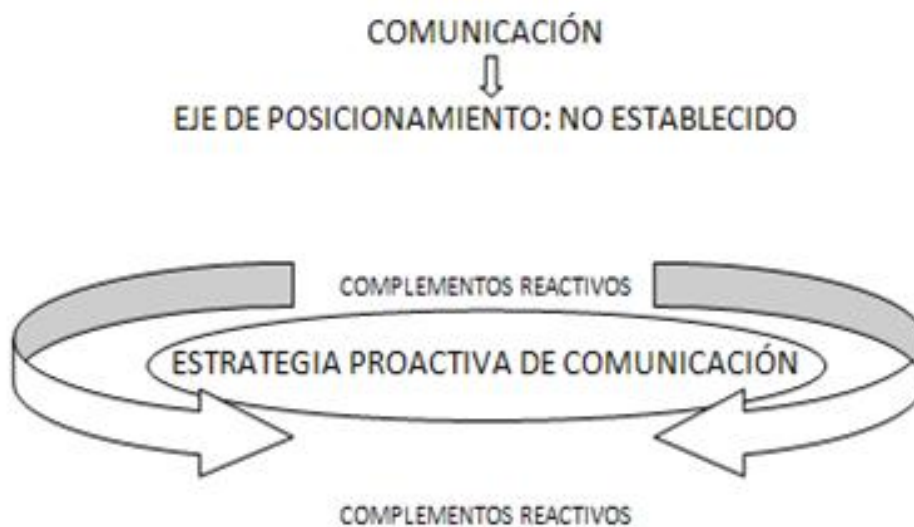 COMUNICACIÓN
EJE DE POSICIONAMIENTO: NO ESTABLECIDO
COMPLEMENTOS REACTIVOS
ESTRATEGIA PROACTIVA DE COMUNICACIÓN
COMPLEMENTOS REACTIVOS